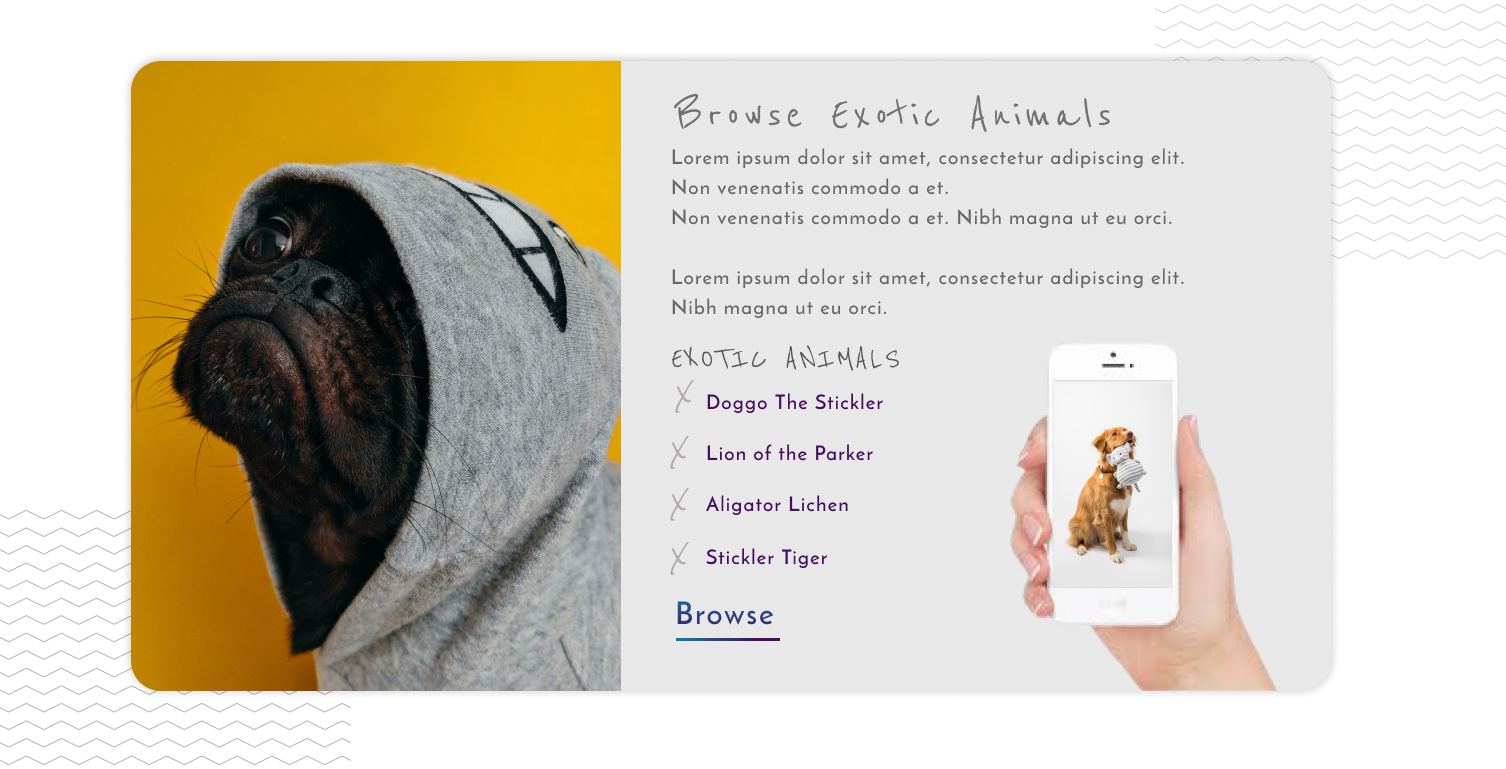 Browse Exotic Animals
Lorem ipsum dolor sit amet, consectetur adipiscing elit.
Non venenatis commodo a et.
Non venenatis commodo a et. Nibh magna ut eu orci.
Lorem ipsum dolor sit amet, consectetur adipiscing elit.
Nibh magna ut eu orci.
EXOTIC ANIMALS
X Doggo The Stickler
X Lion of the Parker
X Aligator Lichen
X Stickler Tiger
Browse